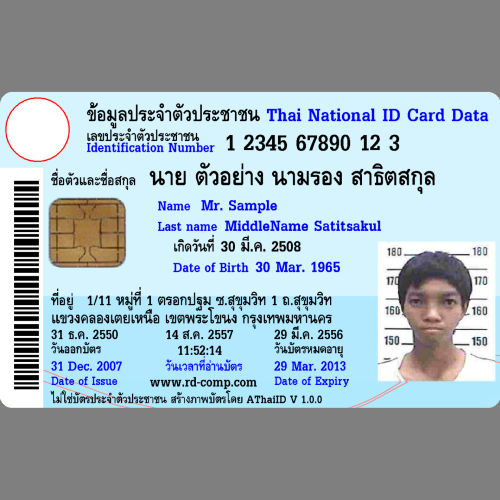 ข้อมูลประจำตัวประชาชน Thai National ID Card Data
เลขประจำตัวประชาชน
Identification Number 1 2345 67890 12 3
ชื่อตัวและชื่อสกุล นาย ตัวอย่าง นามรอง สาธิตสกุล
Name Mr. Sample
Last name MiddleName Satitsakul
เกิดวันที่ 30 มี.ค. 2508
Date of Birth 30 Mar. 1965
180 180
170 170
160 160
150 150
ที่อยู่ 1/11 หมู่ที่ 1 ตรอกปฐม ซ.สุขุมวิท 1 ถ.สุขุมวิท
แขวงคลองเตยเหนือ เขตพระโขนง กรุงเทพมหานคร
31 ธ.ค. 2550 14 ส.ค. 2557 29 มี.ค. 2556
วันออกบัตร 11:52:14 วันบัตรหมดอายุ
31 Dec. 2007 วันเวลาที่อ่านบัตร 29 Mar. 2013
Date of Issue www.rd-comp.com Date of Expiry
ไม่ใช่บัตรประจำตัวประชาชน สร้างภาพบัตรโดย AThaiID V 1.0.0